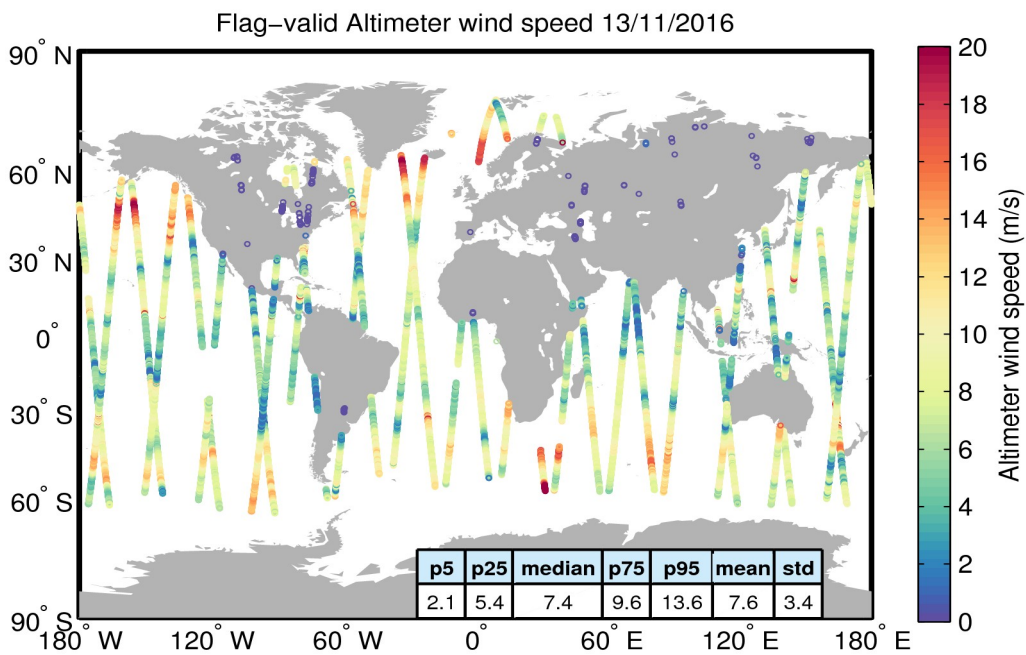 Flag−valid Altimeter wind speed 13/11/2016
90° N
60° N
30° N
0°
30° S
60° S
90° S
180° W
120° W
60° W
0°
60° E
120° E
180° E
p5 p25 median p75 p95 mean std
2.1 5.4 7.4 9.6 13.6 7.6 3.4
20
18
16
14
12
10
8
6
4
2
0
Altimeter wind speed (m/s)